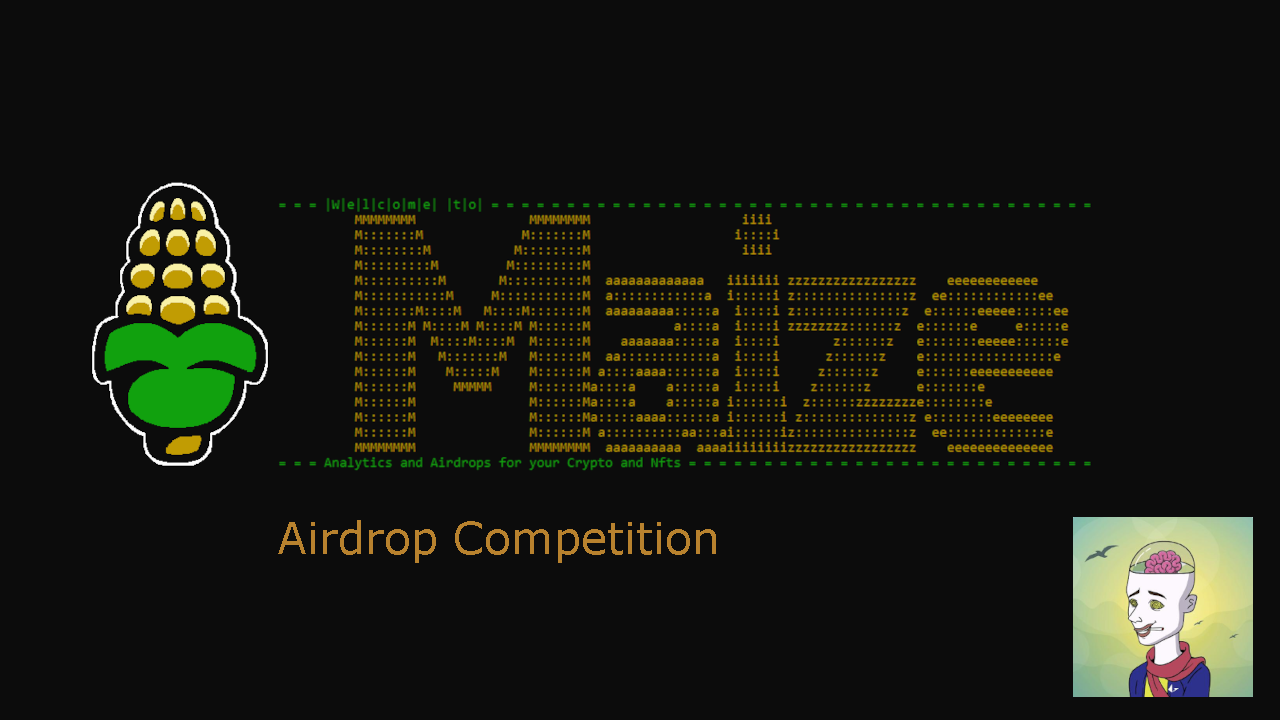 - - - |W|e|l|c|o|m|e| |t|o| - - - - - - - - - - - - - - - - - - - - - - - - - - - - - - - - - - - - - - - -
Maize
- - - Analytics and Airdrops for your Crypto and Nfts - - - - - - - - - - - - - - - - - - - - - - - - - - -
Airdrop Competition